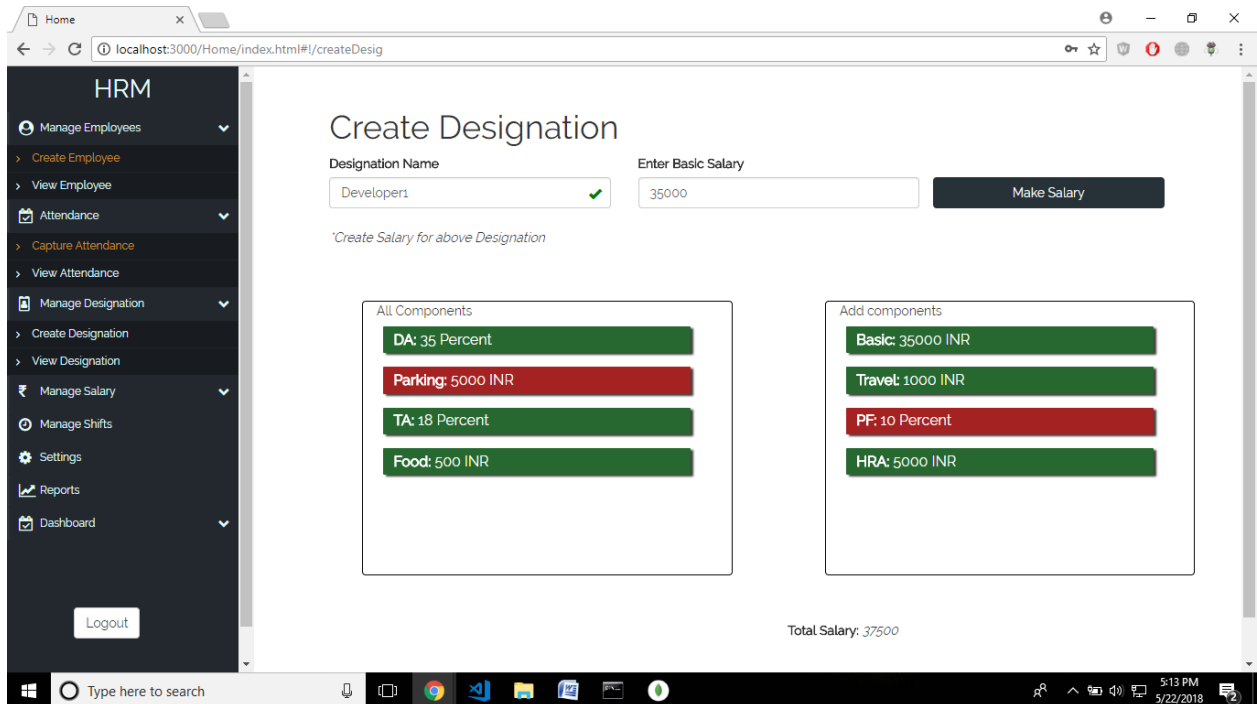 Home
localhost:3000/Home/index.html#!/createDesig
HRM
Manage Employees
Create Employee
View Employee
Attendance
Capture Attendance
View Attendance
Manage Designation
Create Designation
View Designation
Manage Salary
Manage Shifts
Settings
Reports
Dashboard
Logout
Create Designation
Designation Name
Enter Basic Salary
Developer1
35000
Make Salary
*Create Salary for above Designation
All Components
DA: 35 Percent
Parking: 5000 INR
TA: 18 Percent
Food: 500 INR
Add components
Basic: 35000 INR
Travel: 1000 INR
PF: 10 Percent
HRA: 5000 INR
Total Salary: 37500
Type here to search
5:13 PM
5/22/2018
2